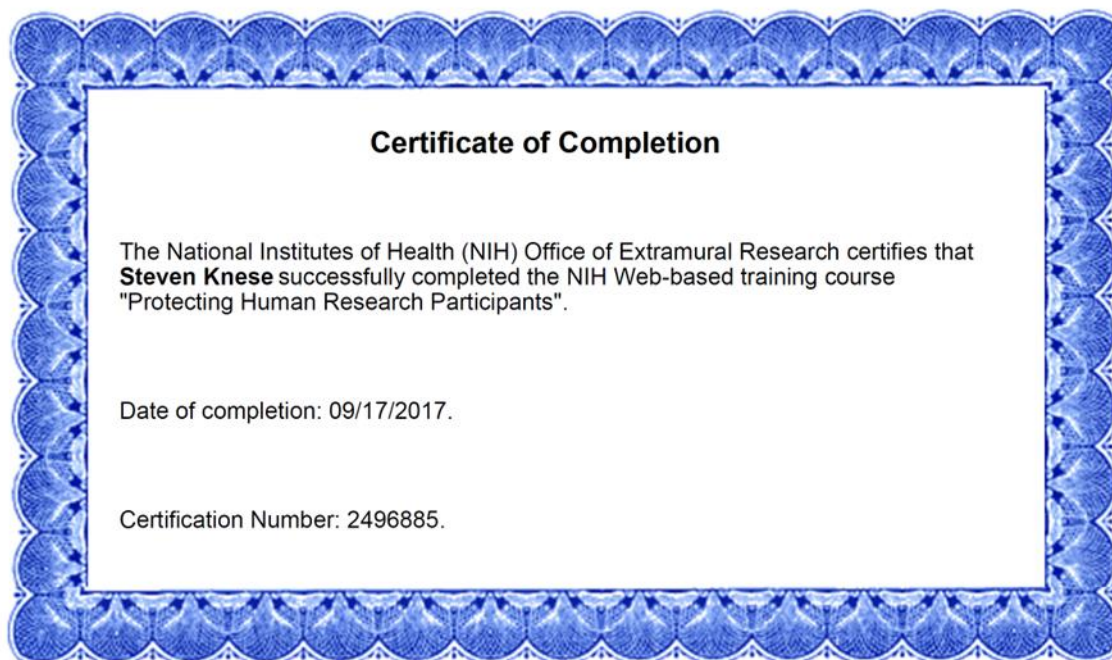 Certificate of Completion
The National Institutes of Health (NIH) Office of Extramural Research certifies that
Steven Knese successfully completed the NIH Web-based training course
"Protecting Human Research Participants".
Date of completion: 09/17/2017.
Certification Number: 2496885.